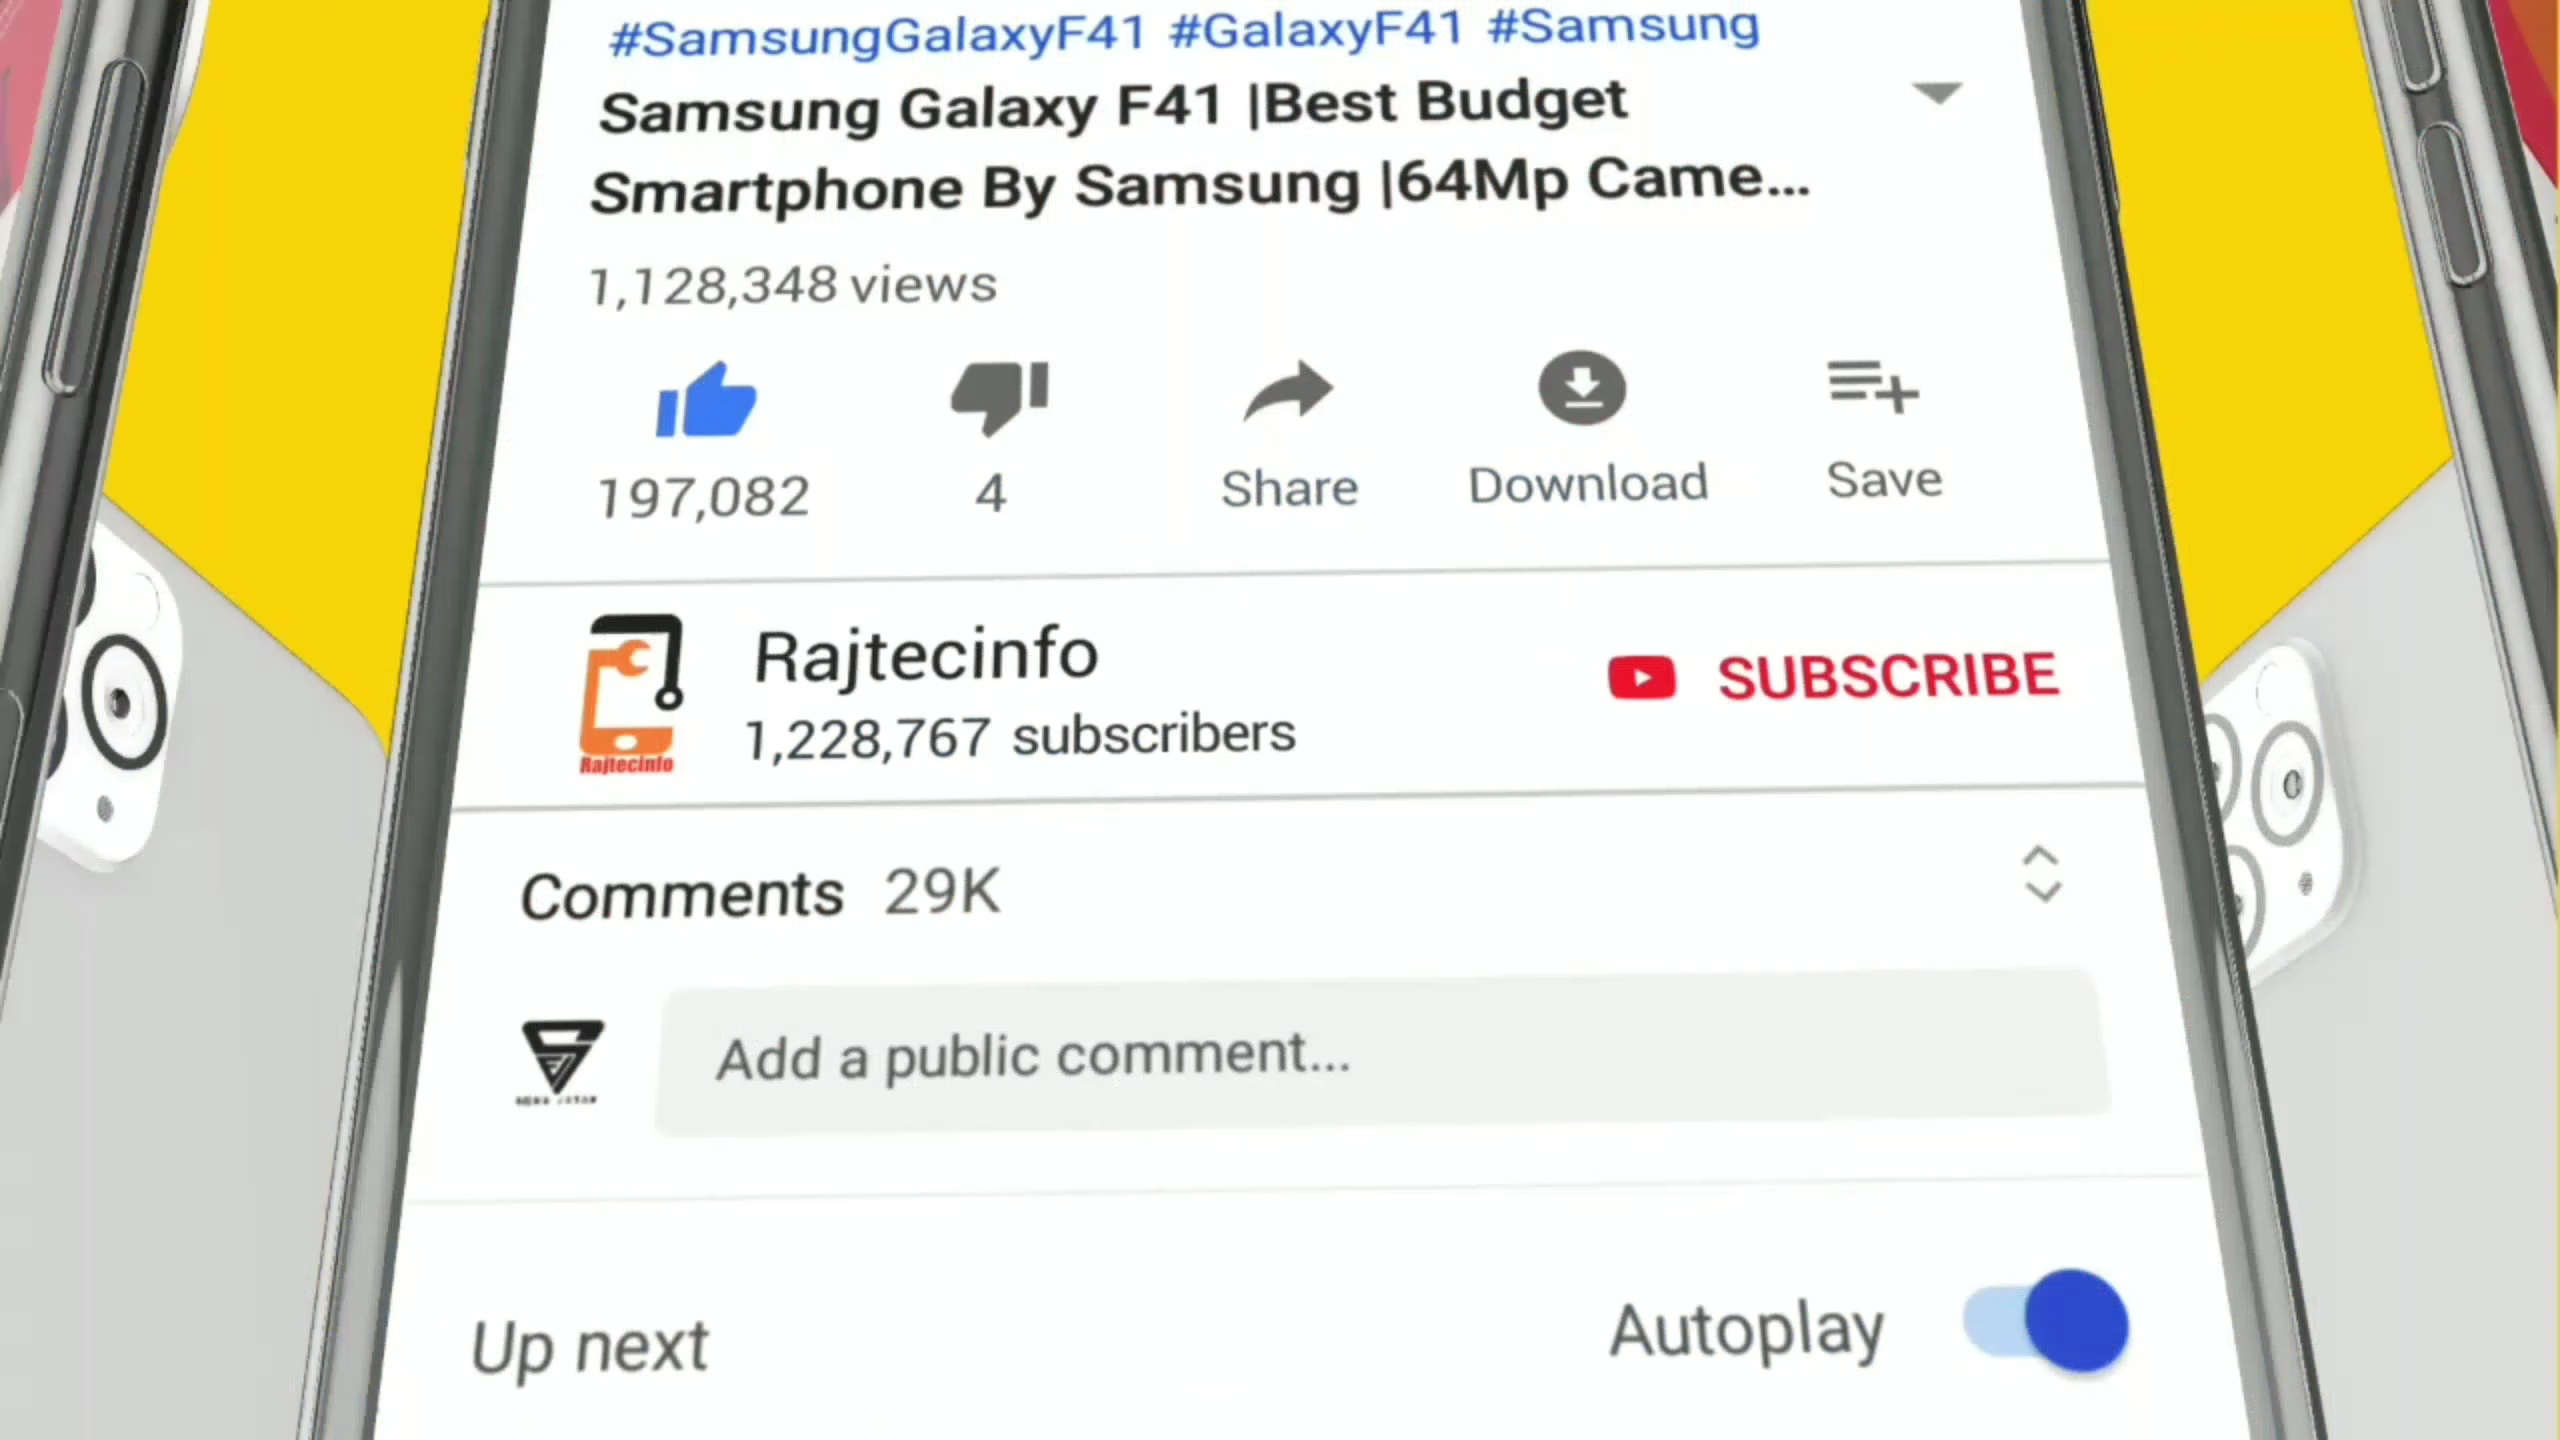 #SamsungGalaxyF41 #GalaxyF41 #Samsung
Samsung Galaxy F41 |Best Budget
Smartphone By Samsung |64Mp Came...
1,128,348 views
197,082
4
Share
Download
Save
Rajtecinfo
Rajtecinfo
1,228,767 subscribers
SUBSCRIBE
Comments 29K
Add a public comment...
Up next
Autoplay